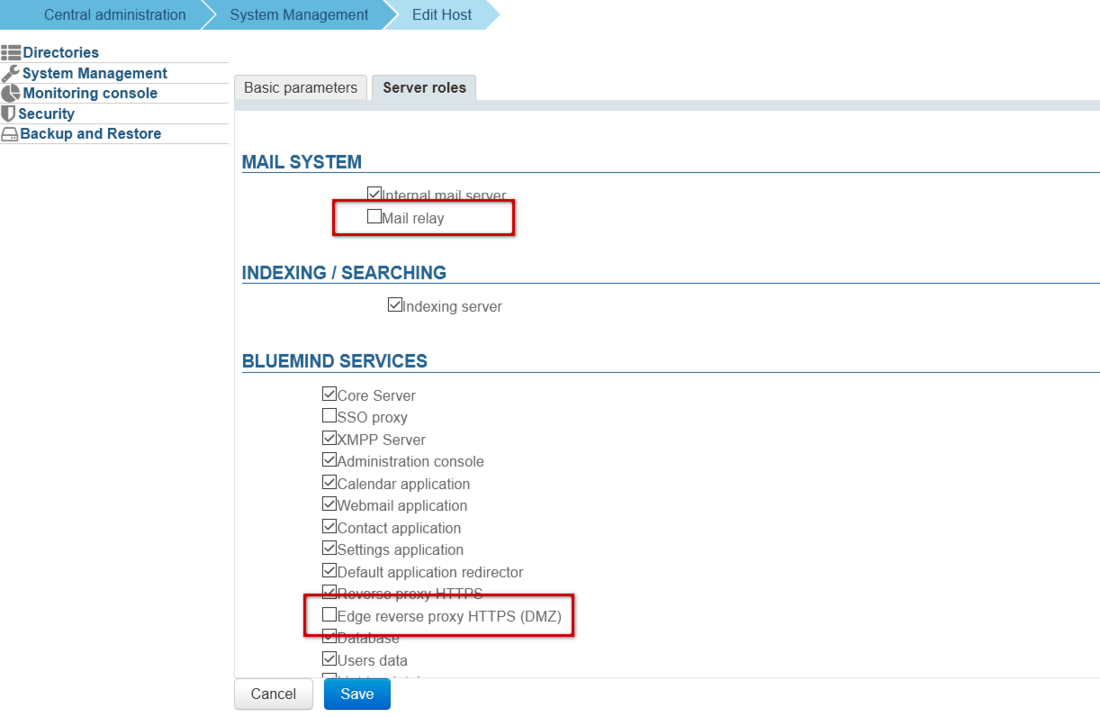 Central administration
System Management
Edit Host
Directories
System Management
Monitoring console
Security
Backup and Restore
Basic parameters
Server roles
MAIL SYSTEM
Internal mail server
Mail relay
INDEXING / SEARCHING
Indexing server
BLUEMIND SERVICES
Core Server
SSO proxy
XMPP Server
Administration console
Calendar application
Webmail application
Contact application
Settings application
Default application redirector
Reverse proxy HTTPS
Edge reverse proxy HTTPS (DMZ)
Database
Users data
Cancel
Save